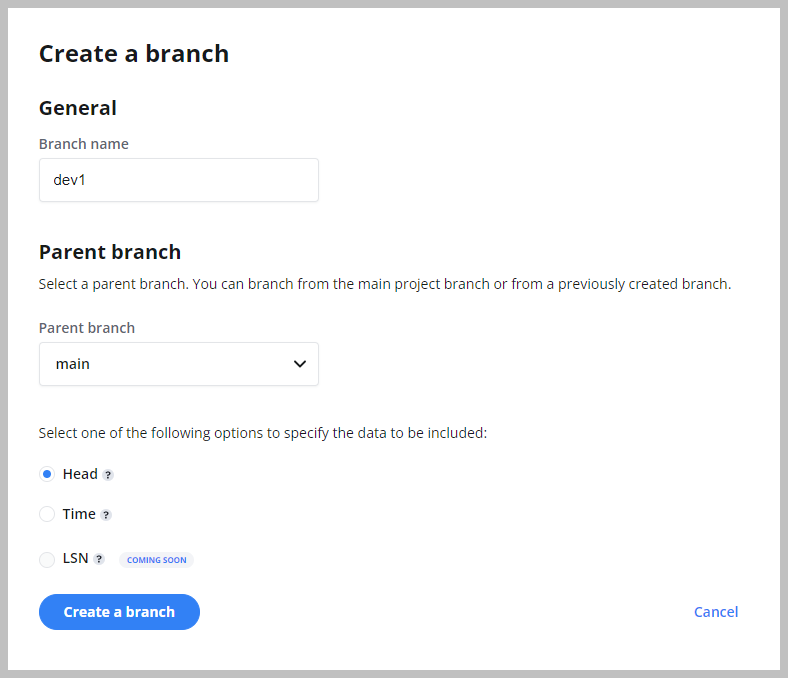 Create a branch
General
Branch name
dev1
Parent branch
Select a parent branch. You can branch from the main project branch or from a previously created branch.
Parent branch
main
Select one of the following options to specify the data to be included:
Head ?
Time ?
LSN ? COMING SOON
Create a branch Cancel